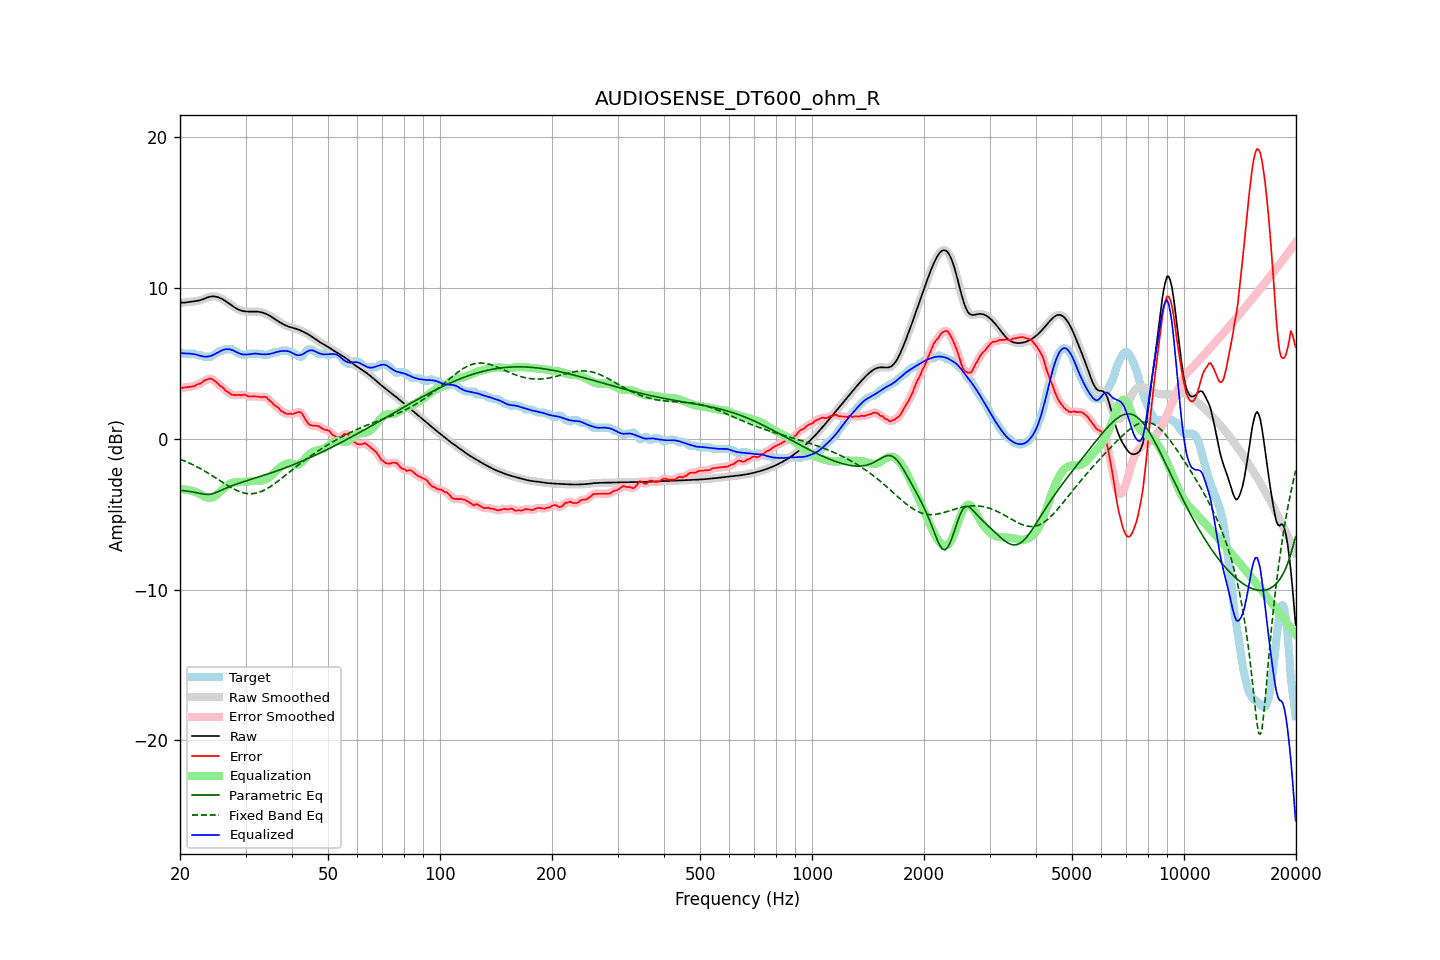 AUDIOSENSE_DT600_ohm_R
20
10
0
−10
−20
Amplitude (dBr)
Target
Raw Smoothed
Error Smoothed
Raw
Error
Equalization
Parametric Eq
Fixed Band Eq
Equalized
20 50 100 200 500 1000 2000 5000 10000 20000
Frequency (Hz)